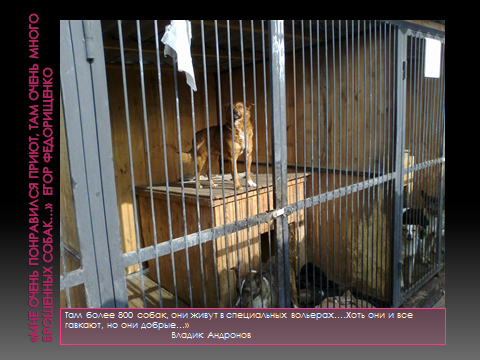 «МНЕ ОЧЕНЬ ПОНРАВИЛСЯ ПРИЮТ, ТАМ ОЧЕНЬ МНОГО
БРОШЕННЫХ СОБАК…» ЕГОР ФЕДОРИЩЕНКО
Там более 800 собак, они живут в специальных вольерах….Хоть они и все
гавкают, но они добрые…»
Владик Андронов